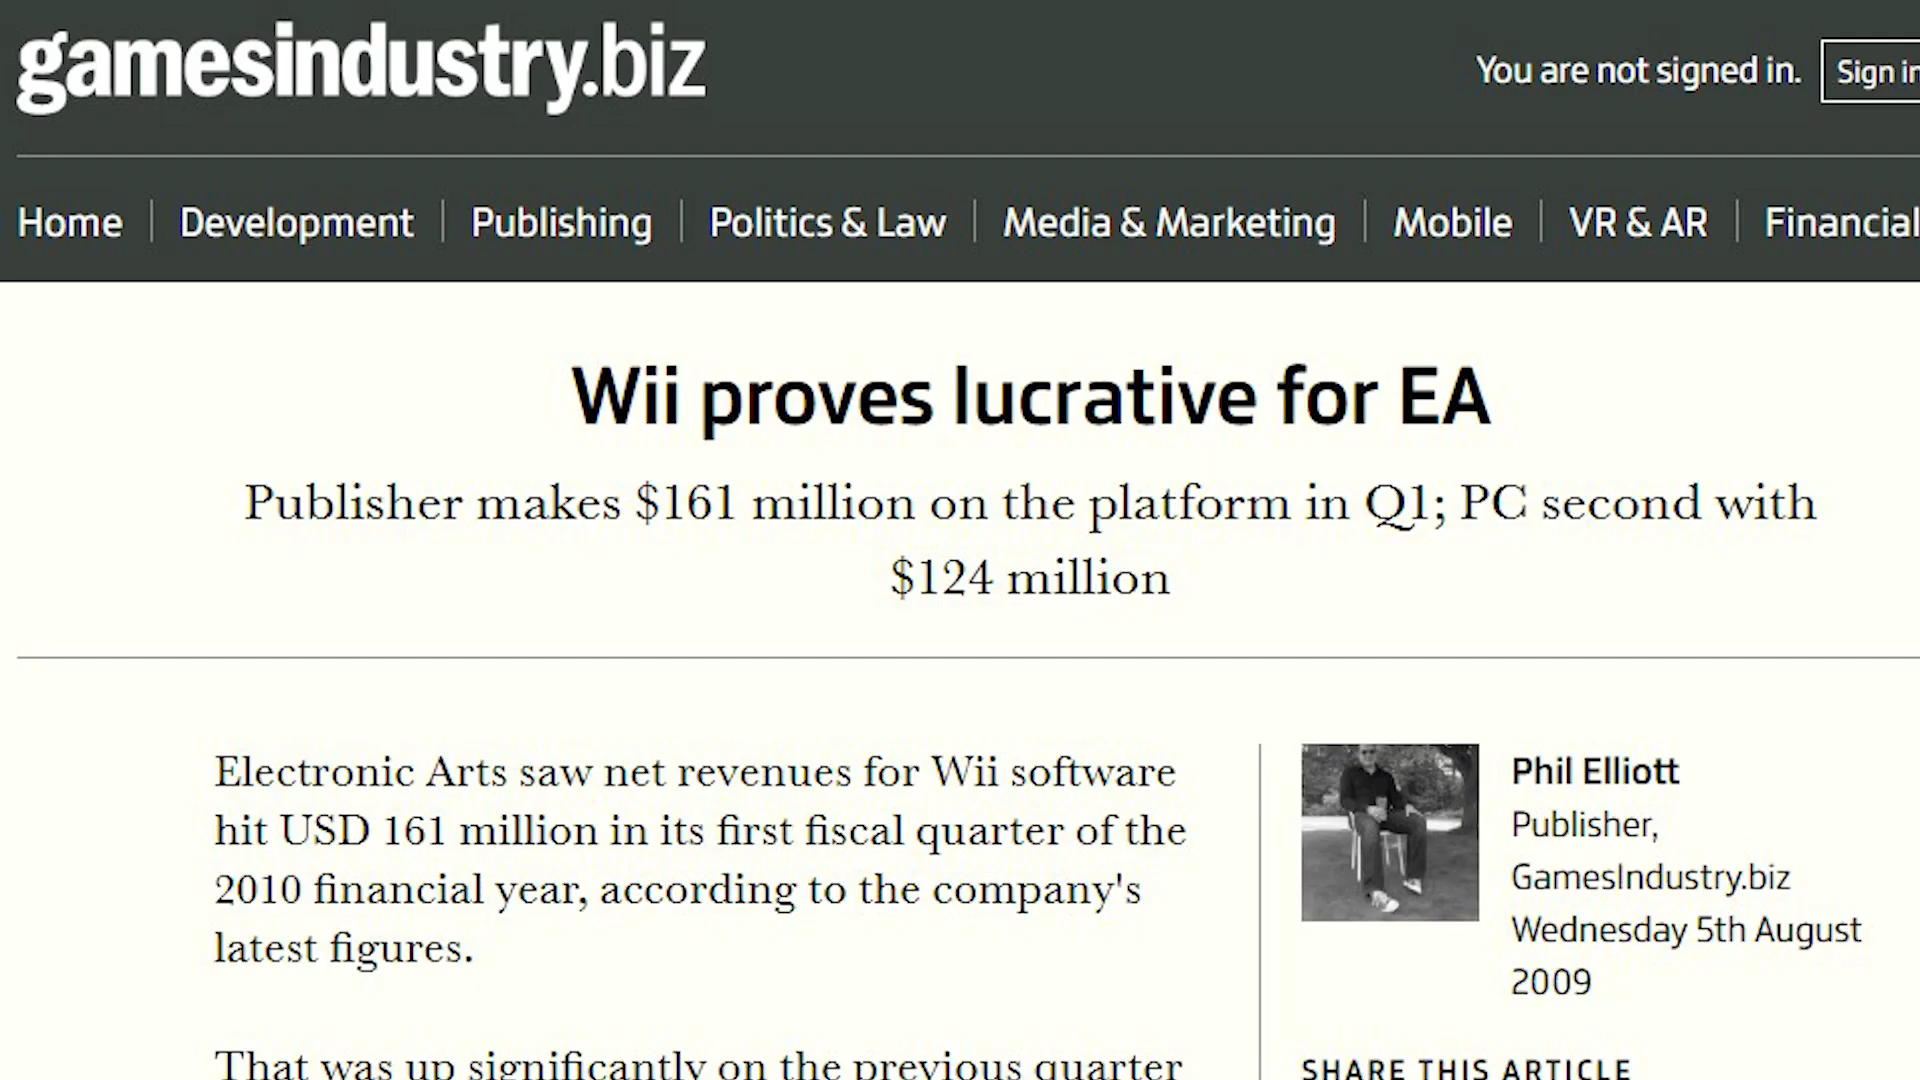 gamesindustry.biz
You are not signed in.
Sign in
Home
Development
Publishing
Politics & Law
Media & Marketing
Mobile
VR & AR
Financial
Wii proves lucrative for EA
Publisher makes $161 million on the platform in Q1; PC second with
$124 million
Electronic Arts saw net revenues for Wii software
hit USD 161 million in its first fiscal quarter of the
2010 financial year, according to the company's
latest figures.
That was up significantly on the previous quarter
Phil Elliott
Publisher,
GamesIndustry.biz
Wednesday 5th August
2009
SHARE THIS ARTICLE